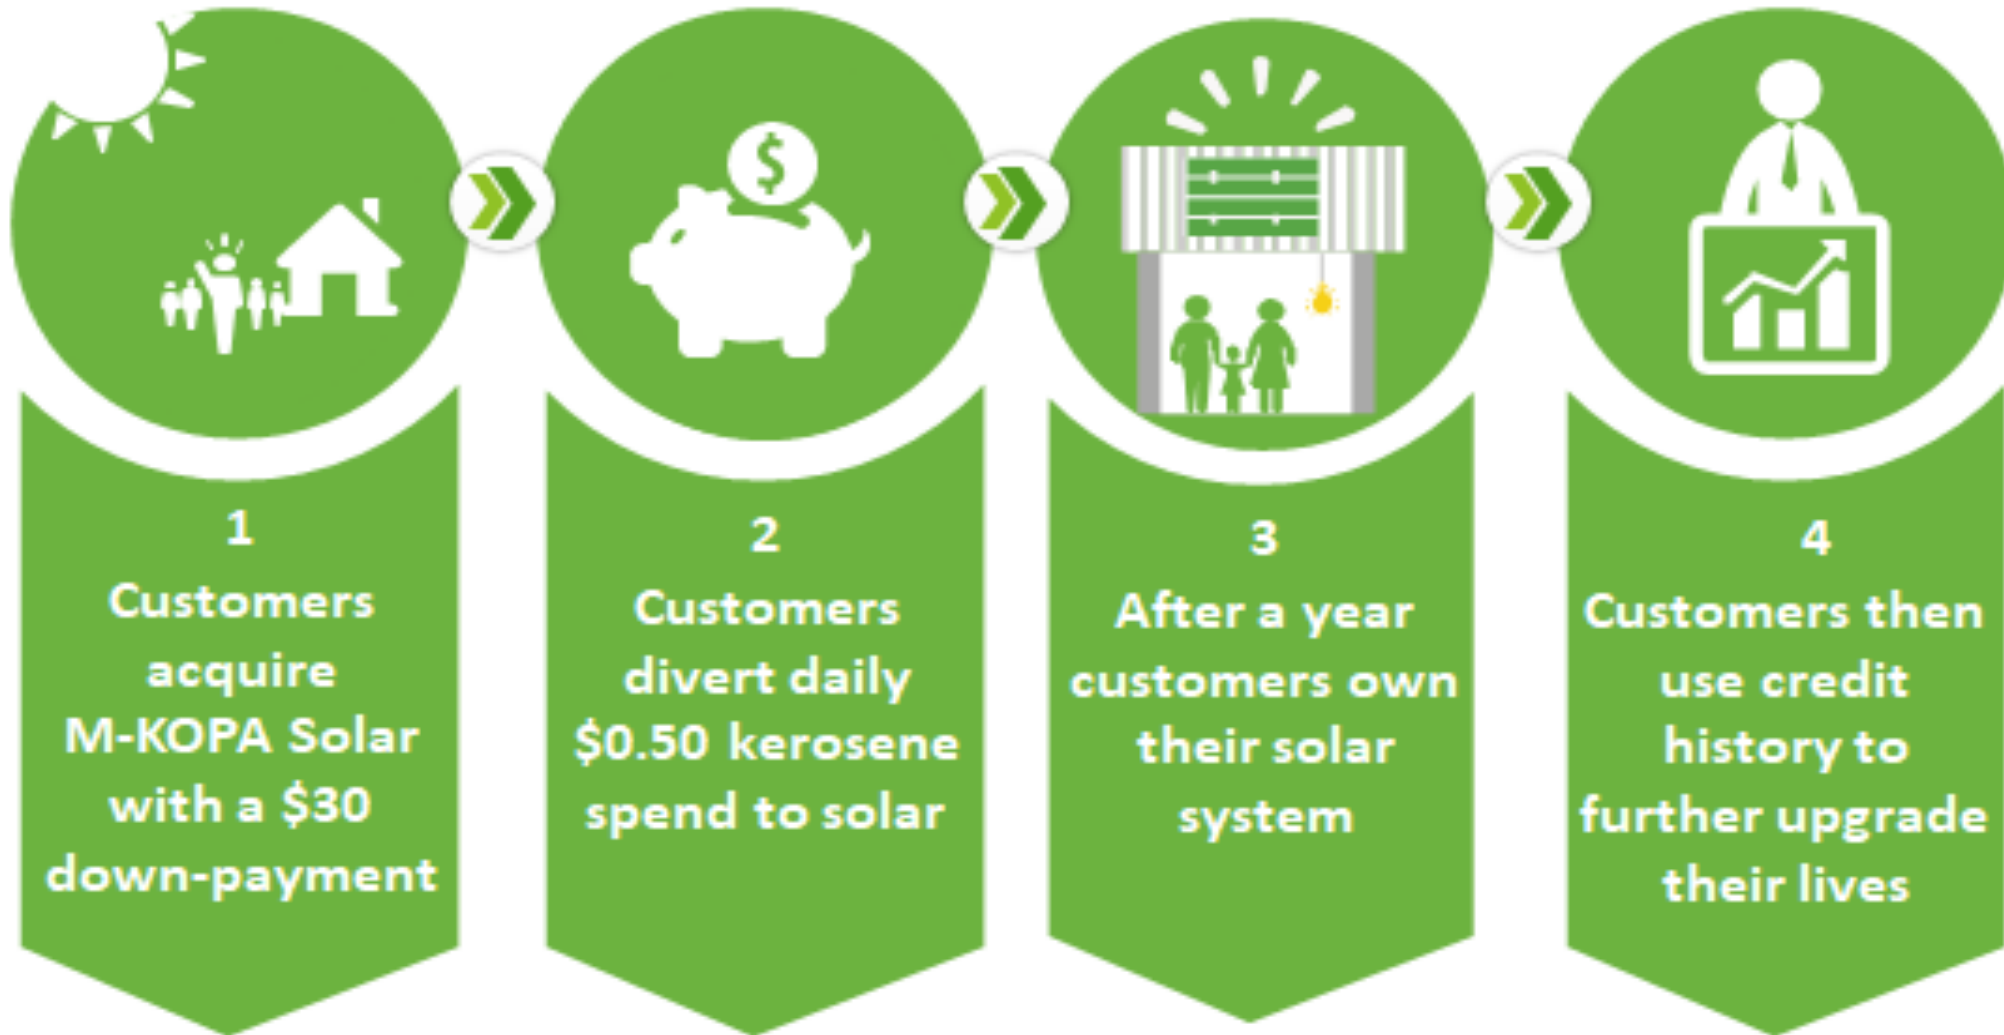 $
1
Customers
acquire
M-KOPA Solar
with a $30
down-payment
2
Customers
divert daily
$0.50 kerosene
spend to solar
3
After a year
customers own
their solar
system
4
Customers then
use credit
history to
further upgrade
their lives